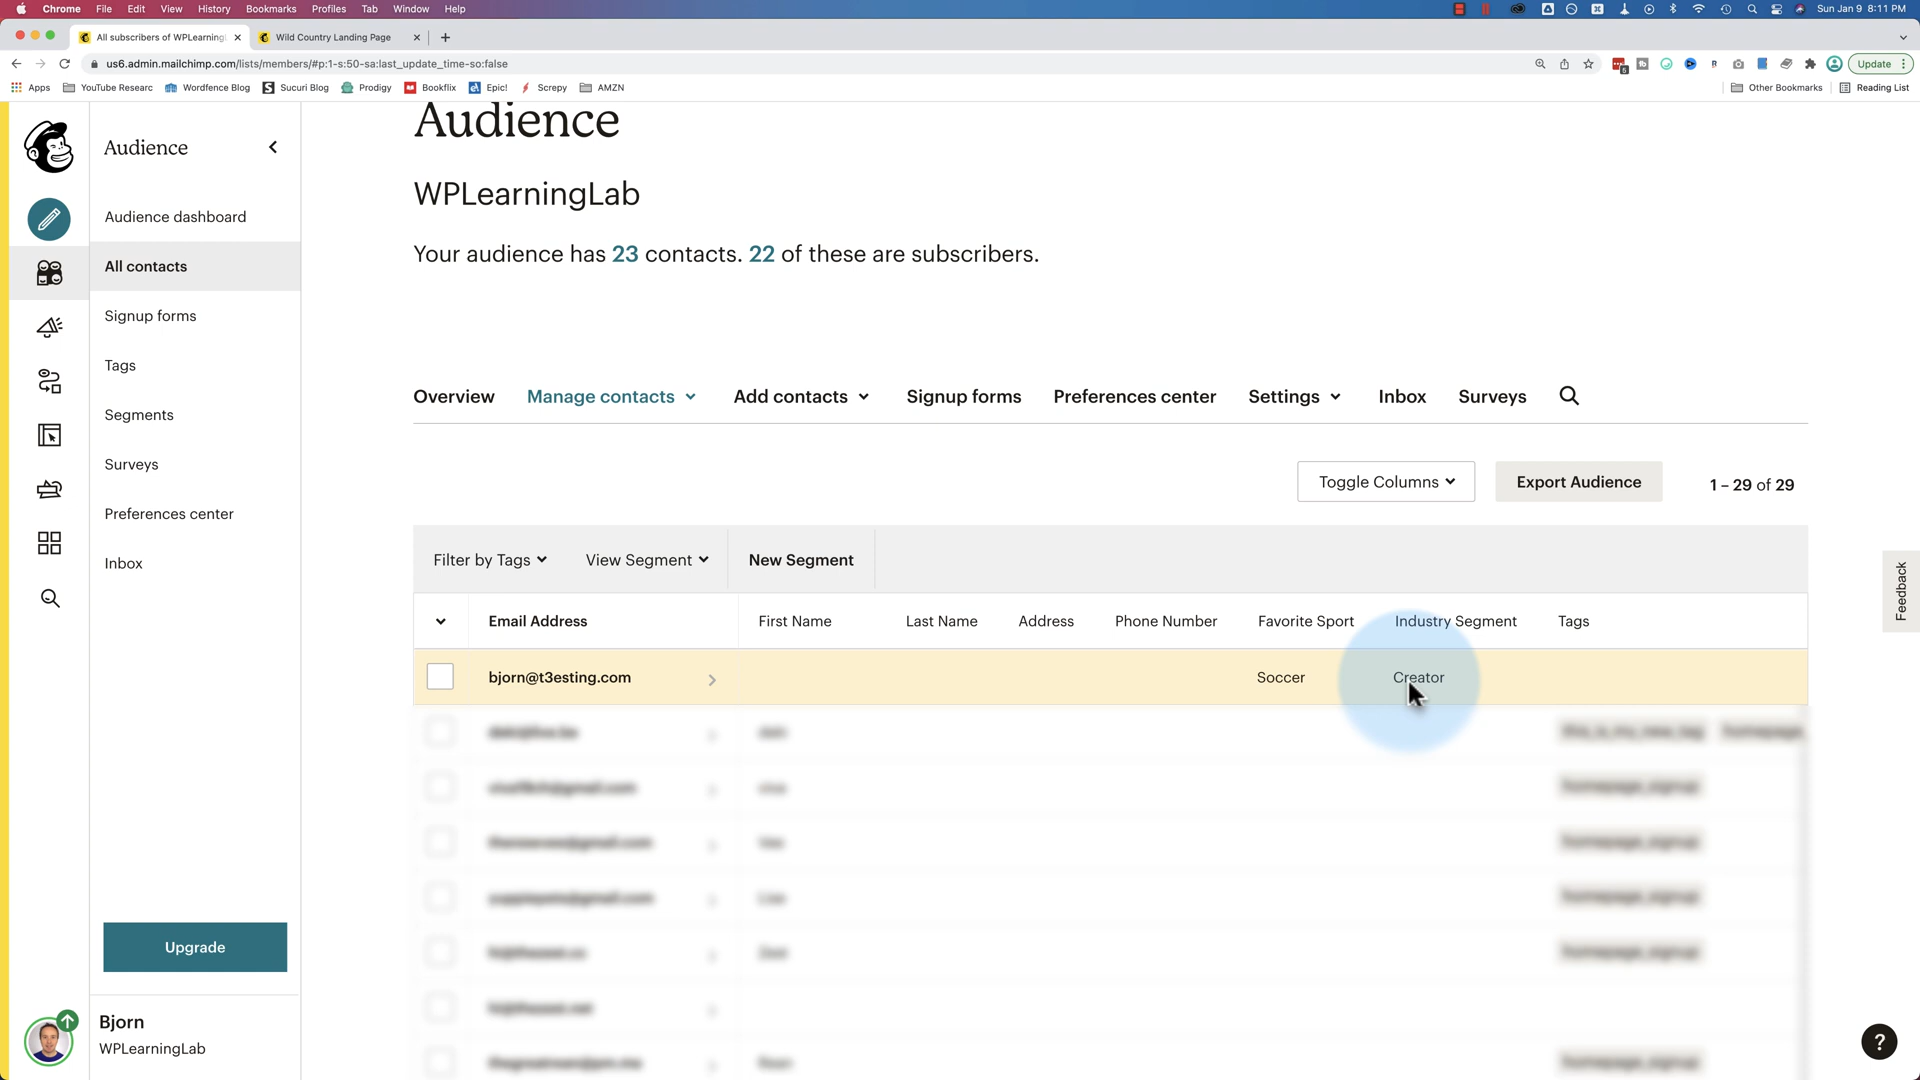 Chrome File Edit View History Bookmarks Profiles Tab Window Help Sun Jan 9 8:11 PM
All subscribers of WPLearning Wild Country Landing Page
us6.admin.mailchimp.com/lists/members/#p:1-s:50-sa:last_update_time-so:false Update
Apps YouTube Researc Wordfence Blog Sucuri Blog Prodigy Bookflix Epic! Screpy AMZN Other Bookmarks Reading List
Audience
Audience dashboard
All contacts
Signup forms
Tags
Segments
Surveys
Preferences center
Inbox
Upgrade
Bjorn
WPLearningLab
Audience
WPLearningLab
Your audience has 23 contacts. 22 of these are subscribers.
Overview Manage contacts Add contacts Signup forms Preferences center Settings Inbox Surveys
Toggle Columns Export Audience 1 – 29 of 29
Filter by Tags View Segment New Segment
Email Address First Name Last Name Address Phone Number Favorite Sport Industry Segment Tags
bjorn@t3esting.com Soccer Creator
Feedback
?